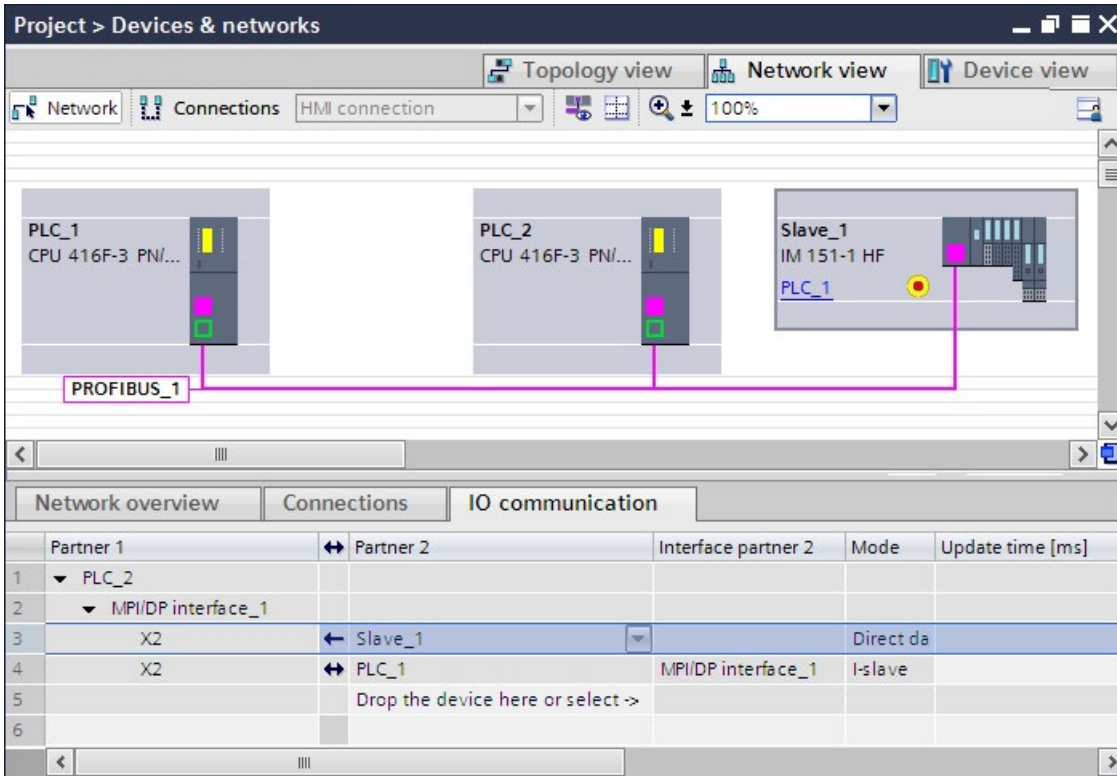 Project > Devices & networks
Topology view Network view Device view
Network Connections HMI connection 100%
PLC_1
CPU 416F-3 PN/...
PLC_2
CPU 416F-3 PN/...
Slave_1
IM 151-1 HF
PLC_1
PROFIBUS_1
Network overview Connections IO communication
Partner 1 Partner 2 Interface partner 2 Mode Update time [ms]
1 PLC_2
2 MPI/DP interface_1
3 X2 Slave_1 Direct da
4 X2 PLC_1 MPI/DP interface_1 I-slave
5 Drop the device here or select ->
6